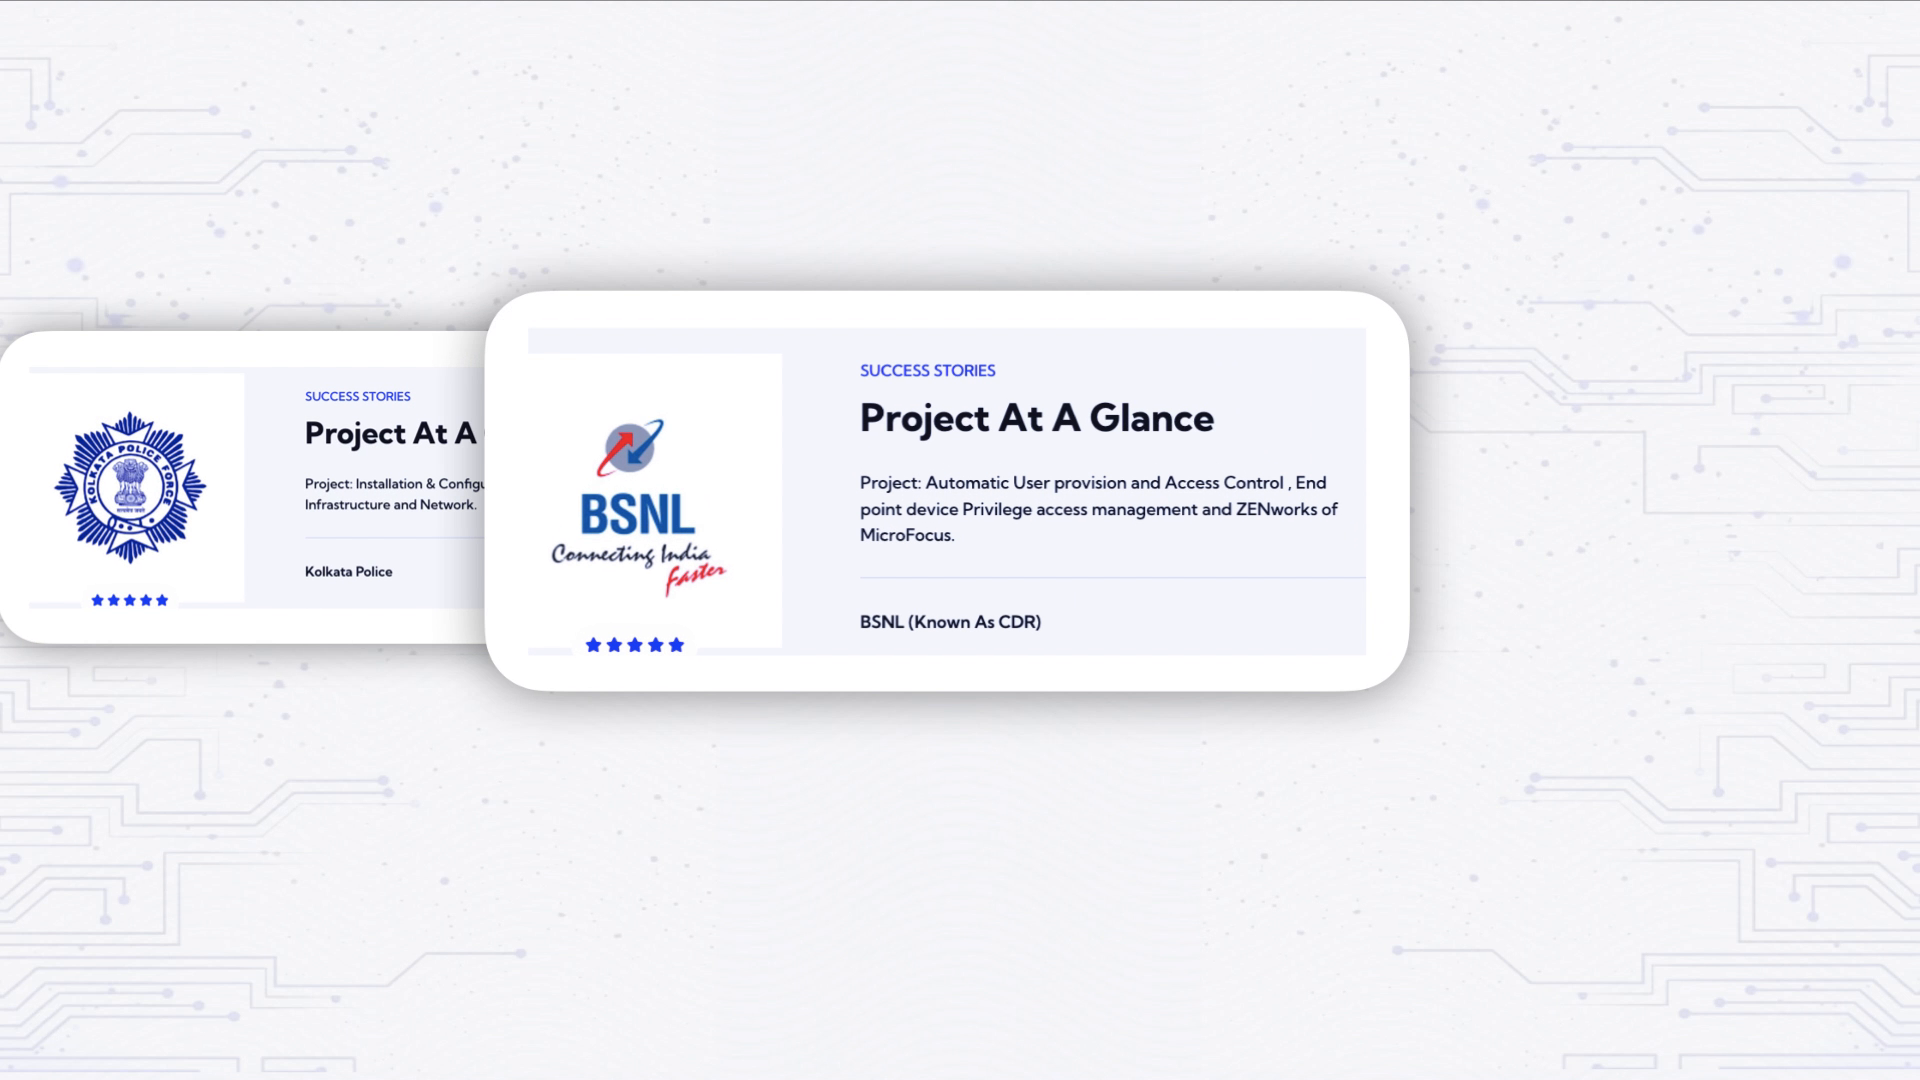 KOLKATA POLICE FORCE
SUCCESS STORIES
Project At A
Project: Installation & Configu
Infrastructure and Network.
Kolkata Police
BSNL
Connecting India
Faster
SUCCESS STORIES
Project At A Glance
Project: Automatic User provision and Access Control , End
point device Privilege access management and ZENworks of
MicroFocus.
BSNL (Known As CDR)